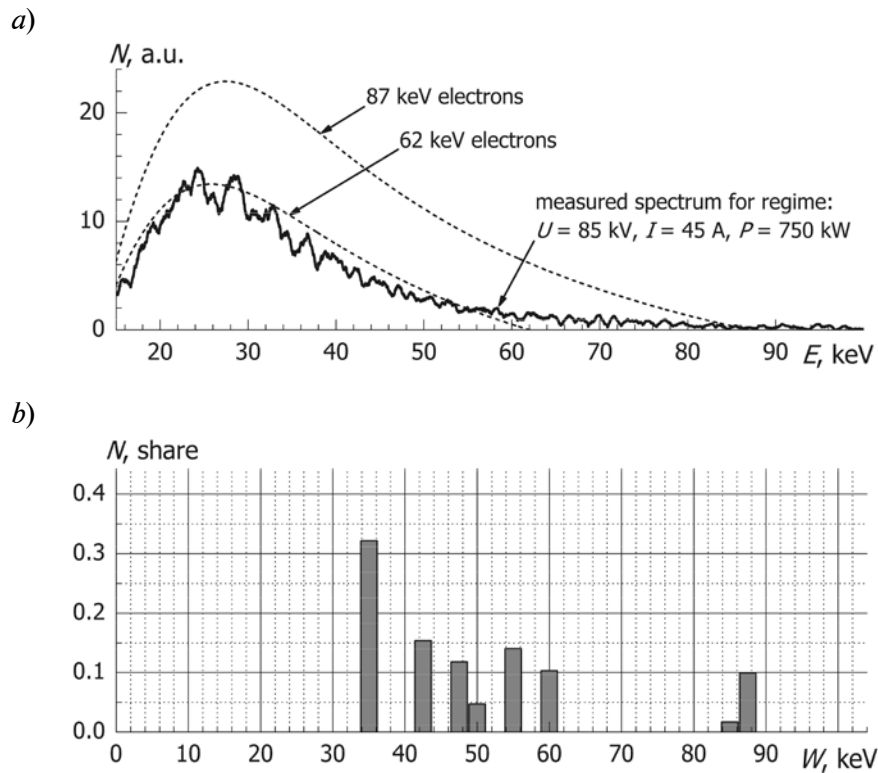 a)
N, a.u.
87 keV electrons
62 keV electrons
measured spectrum for regime:
U = 85 kV, I = 45 A, P = 750 kW
20
10
0
20 30 40 50 60 70 80 90 E, keV
b)
N, share
0.4
0.3
0.2
0.1
0.0
0 10 20 30 40 50 60 70 80 90 W, keV